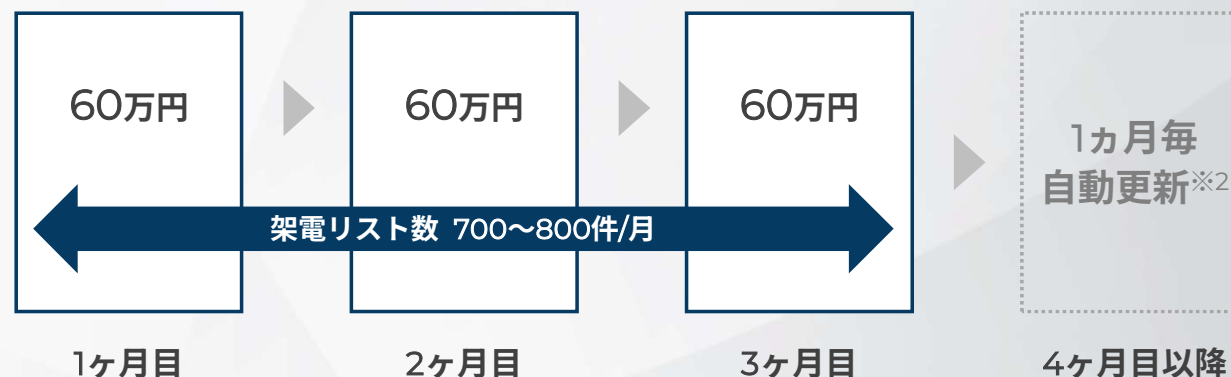 60万円
60万円
60万円
1ヵ月毎
自動更新※2
架電リスト数 700〜800件/月
1ヶ月目
2ヶ月目
3ヶ月目
4ヶ月目以降